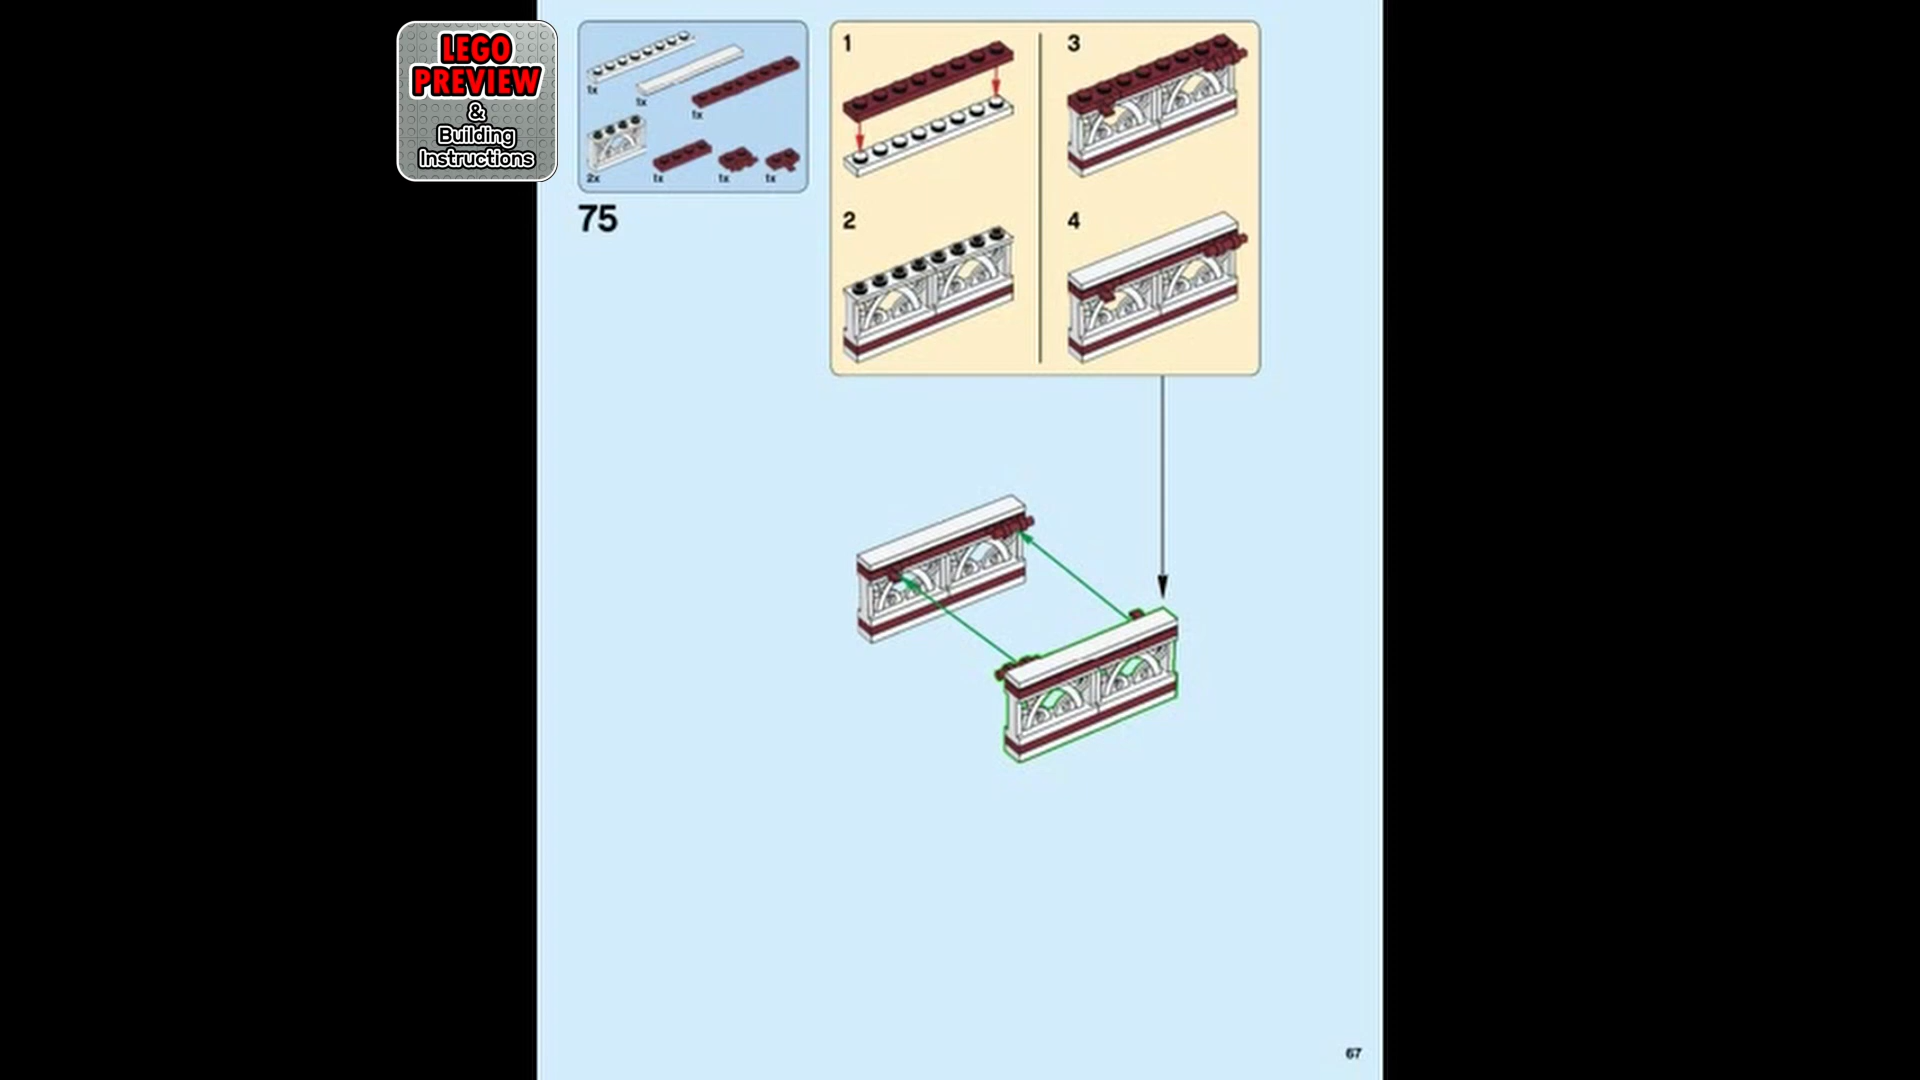 LEGO
PREVIEW
&
Building
Instructions
1x
1x
1x
2x
1x
1x
1x
75
1
2
3
4
67